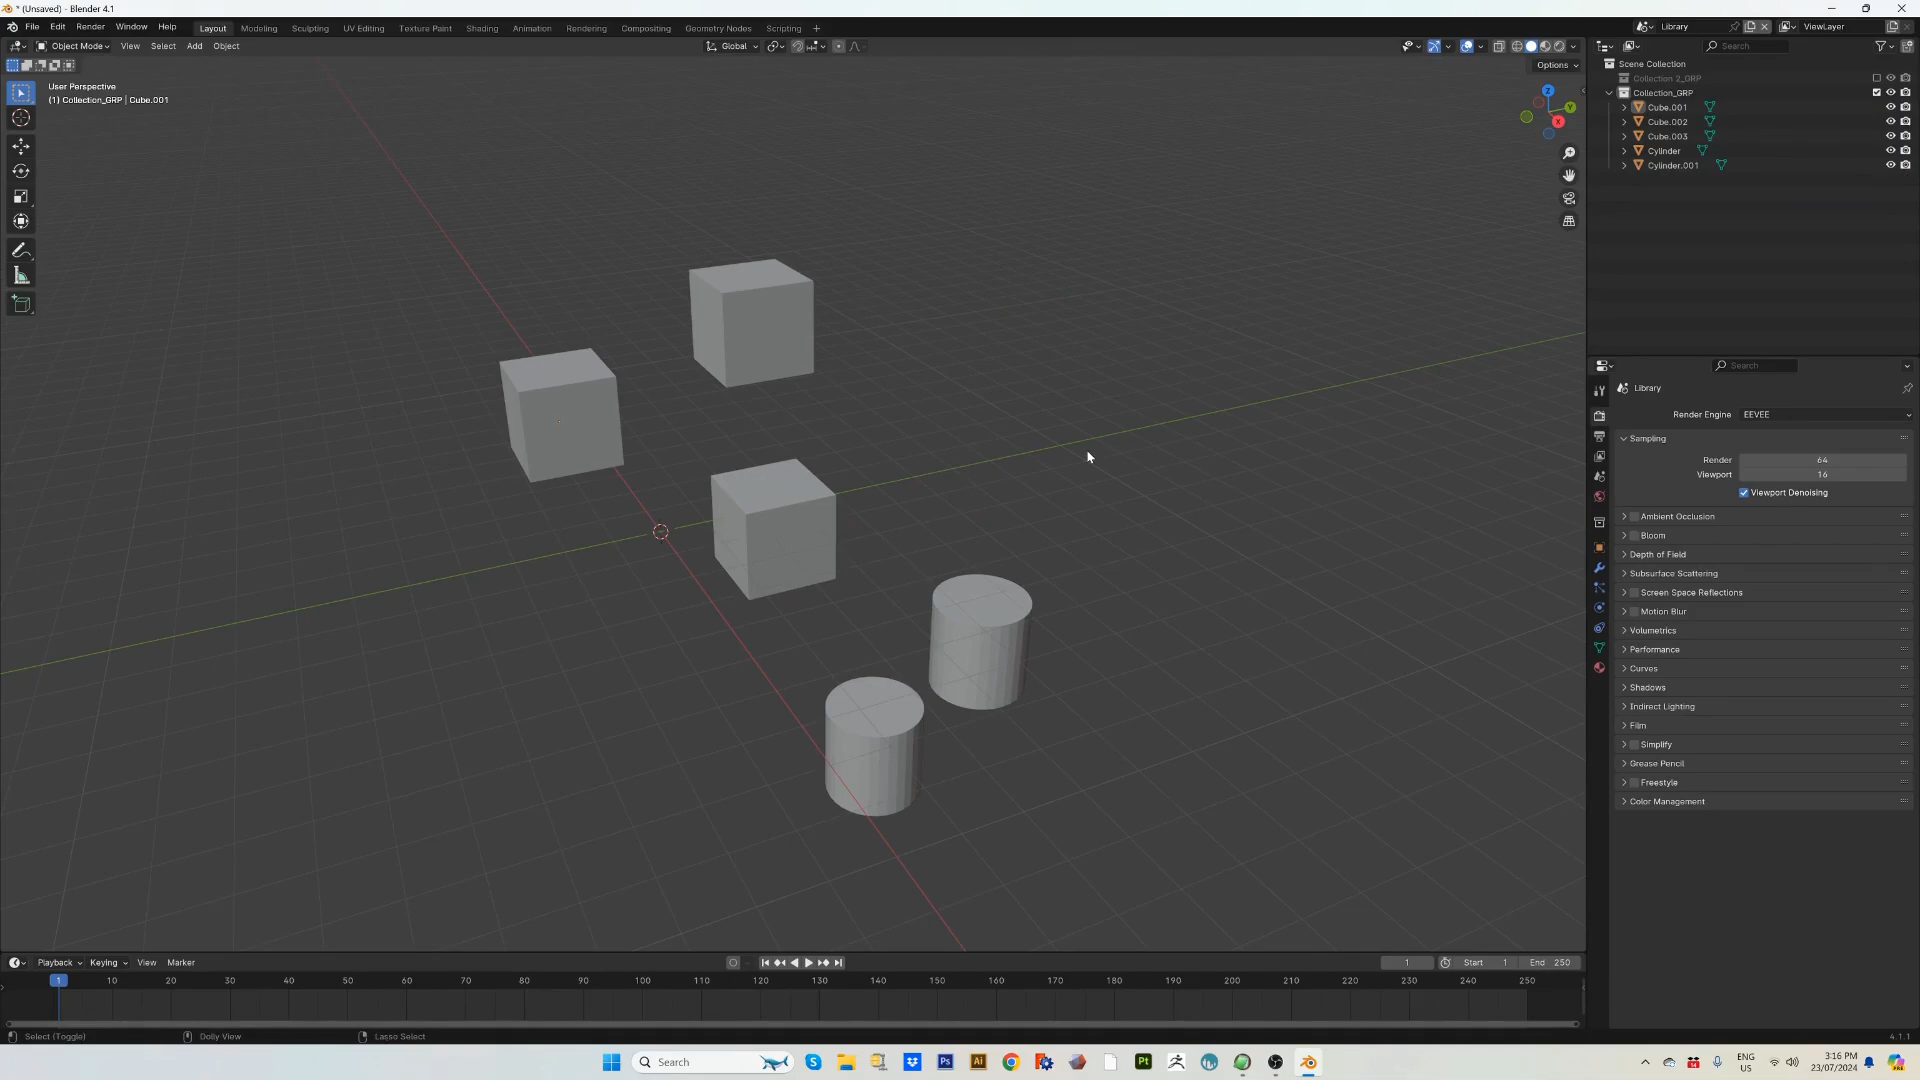 * (Unsaved) - Blender 4.1
File Edit Render Window Help Layout Modeling Sculpting UV Editing Texture Paint Shading Animation Rendering Compositing Geometry Nodes Scripting + Library ViewLayer
Object Mode View Select Add Object Global Search
Options
User Perspective
(1) Collection_GRP | Cube.001
Z
Y
X
Scene Collection
Collection 2_GRP
Collection_GRP
Cube.001
Cube.002
Cube.003
Cylinder
Cylinder.001
Search
Library
Render Engine EEVEE
Sampling
Render 64
Viewport 16
Viewport Denoising
Ambient Occlusion
Bloom
Depth of Field
Subsurface Scattering
Screen Space Reflections
Motion Blur
Volumetrics
Performance
Curves
Shadows
Indirect Lighting
Film
Simplify
Grease Pencil
Freestyle
Color Management
Playback Keying View Marker 1 Start 1 End 250
1 10 20 30 40 50 60 70 80 90 100 110 120 130 140 150 160 170 180 190 200 210 220 230 240 250
Select (Toggle) Dolly View Lasso Select 4.1.1
Search Ps Ai Pt ENG US 3:16 PM 23/07/2024